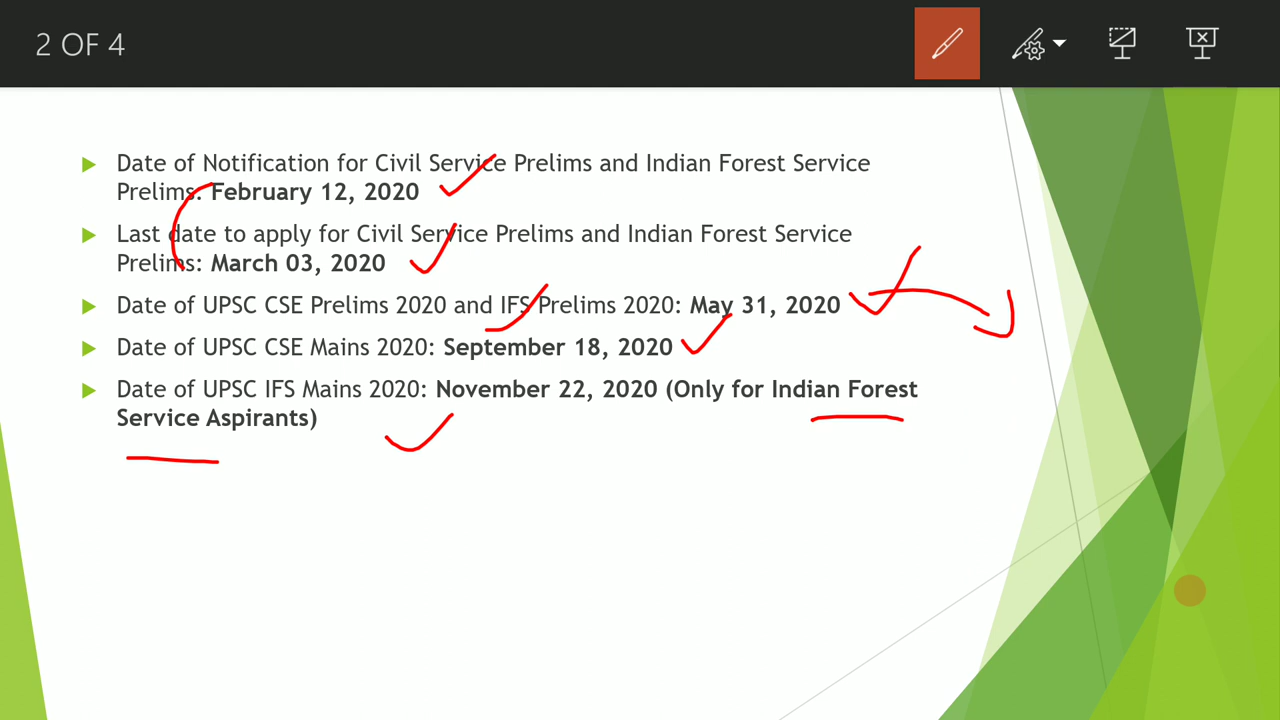 2 OF 4
Date of Notification for Civil Service Prelims and Indian Forest Service
Prelims: February 12, 2020
Last date to apply for Civil Service Prelims and Indian Forest Service
Prelims: March 03, 2020
Date of UPSC CSE Prelims 2020 and IFS Prelims 2020: May 31, 2020
Date of UPSC CSE Mains 2020: September 18, 2020
Date of UPSC IFS Mains 2020: November 22, 2020 (Only for Indian Forest
Service Aspirants)